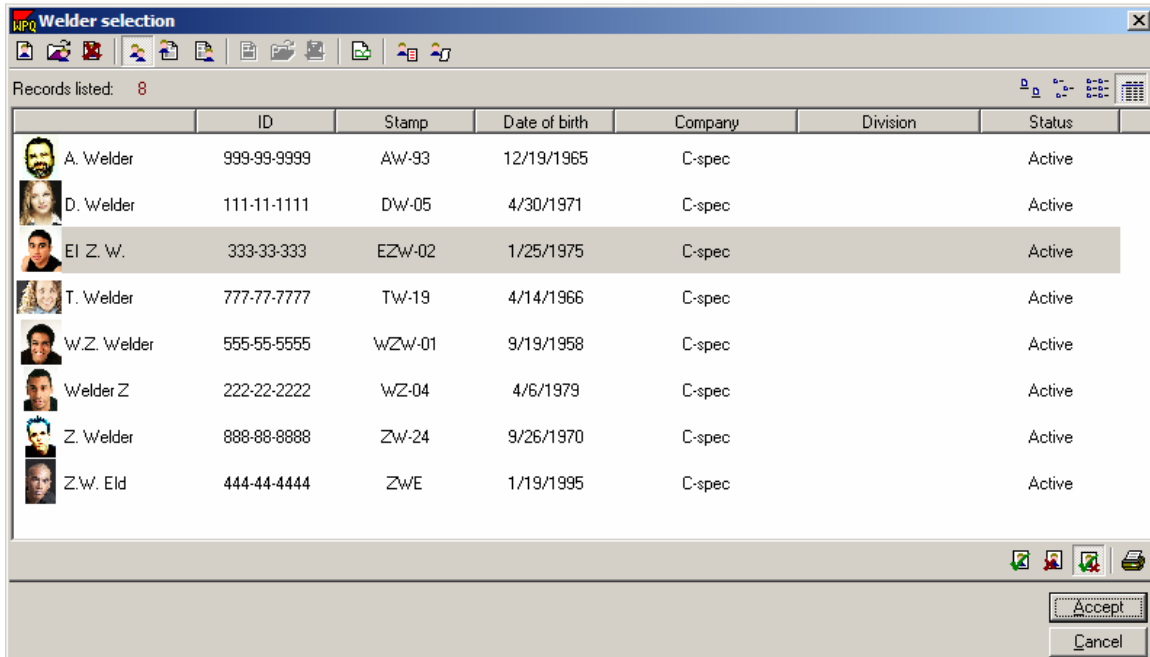 WPQ Welder selection
Records listed: 8
ID Stamp Date of birth Company Division Status
A. Welder 999-99-9999 AW-93 12/19/1965 C-spec Active
D. Welder 111-11-1111 DW-05 4/30/1971 C-spec Active
El Z. W. 333-33-333 EZW-02 1/25/1975 C-spec Active
T. Welder 777-77-7777 TW-19 4/14/1966 C-spec Active
W.Z. Welder 555-55-5555 WZW-01 9/19/1958 C-spec Active
Welder Z 222-22-2222 WZ-04 4/6/1979 C-spec Active
Z. Welder 888-88-8888 ZW-24 9/26/1970 C-spec Active
Z.W. Eld 444-44-4444 ZWE 1/19/1995 C-spec Active
Accept
Cancel